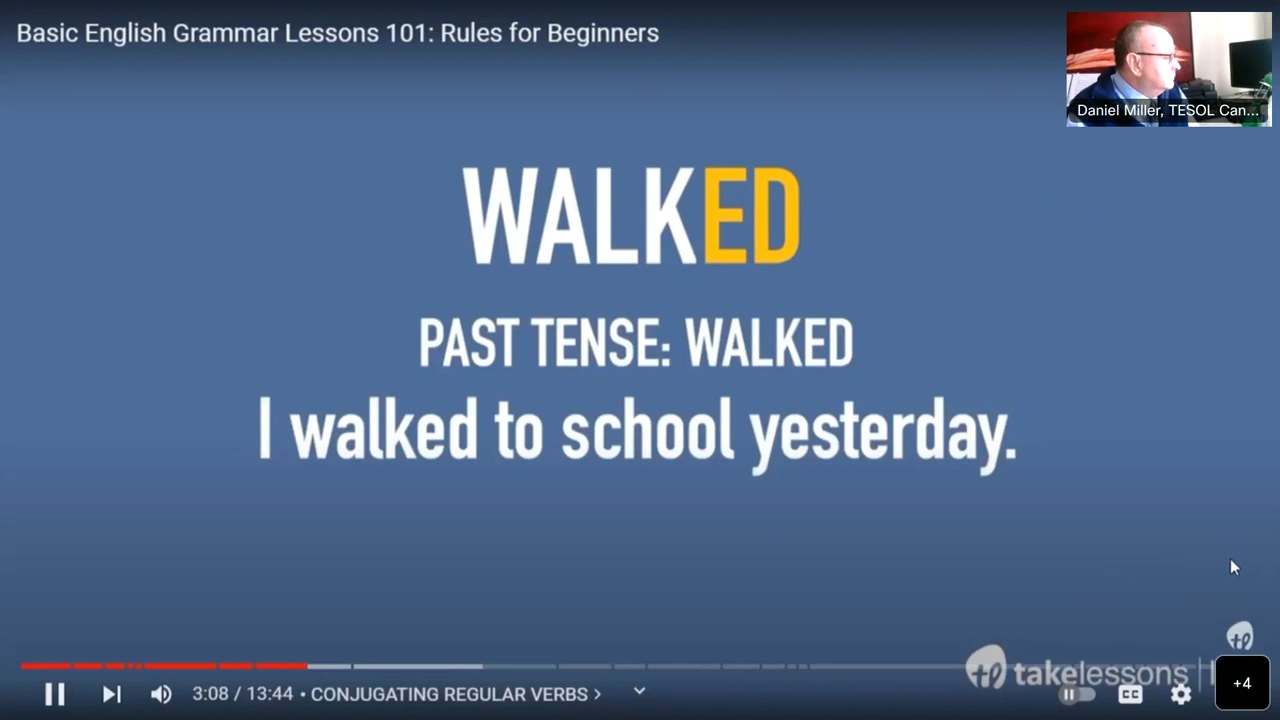 Basic English Grammar Lessons 101: Rules for Beginners
Daniel Miller, TESOL Can...
WALKED
PAST TENSE: WALKED
I walked to school yesterday.
takelessons
3:08 / 13:44 • CONJUGATING REGULAR VERBS >
CC
+4